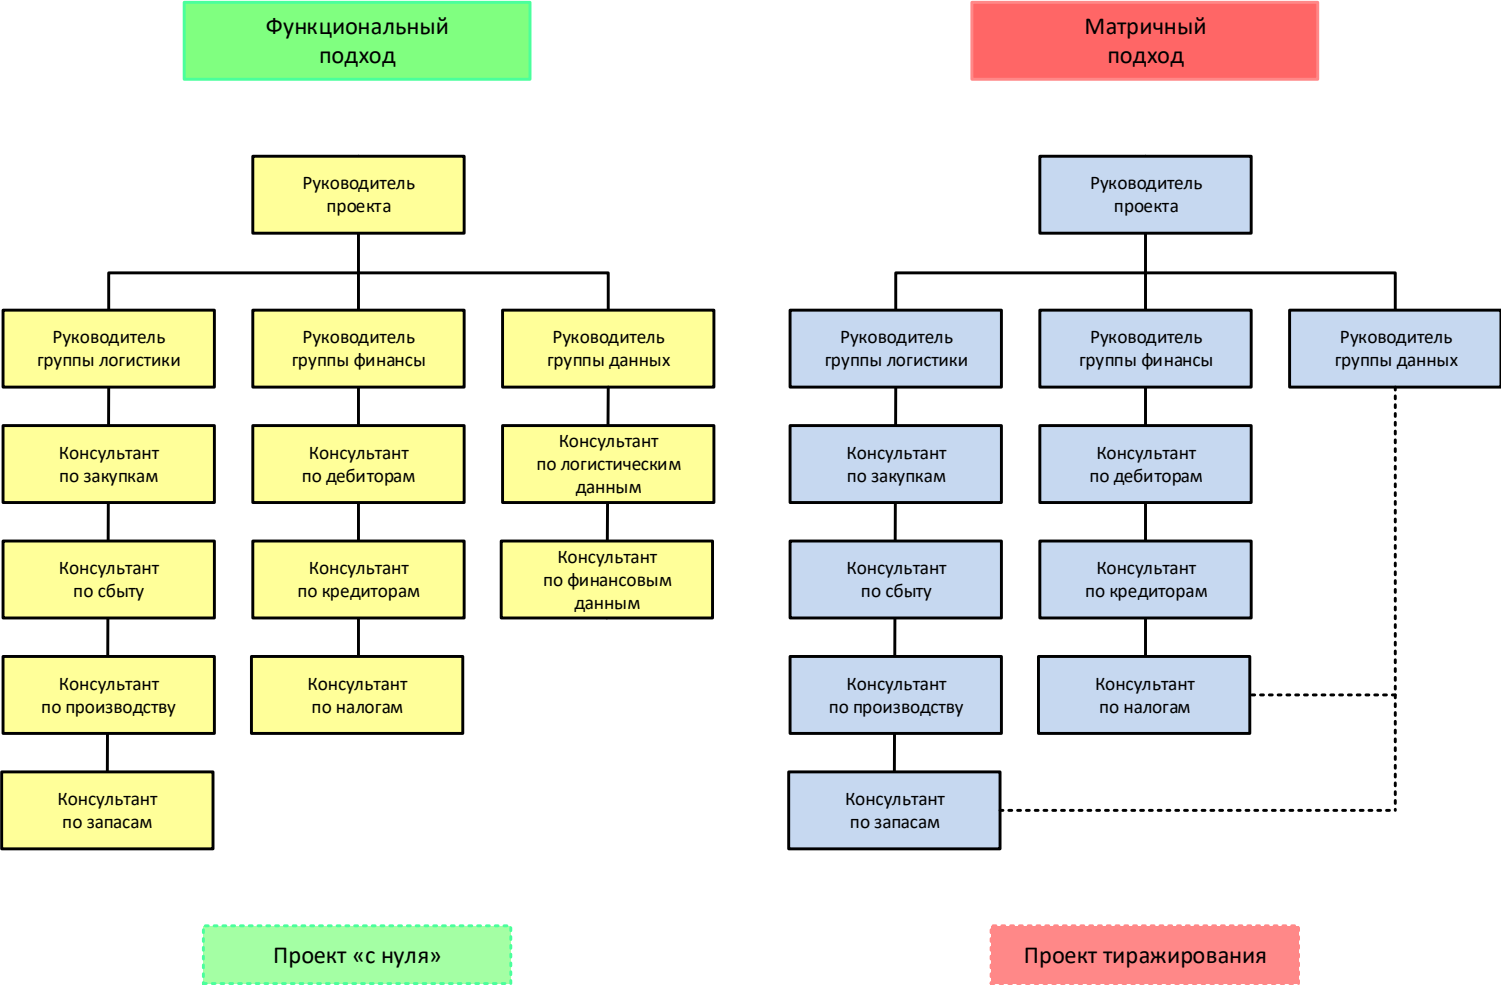 Функциональный
подход
Матричный
подход
Руководитель
проекта
Руководитель
группы логистики
Руководитель
группы финансы
Руководитель
группы данных
Консультант
по закупкам
Консультант
по дебиторам
Консультант
по логистическим
данным
Консультант
по сбыту
Консультант
по кредиторам
Консультант
по финансовым
данным
Консультант
по производству
Консультант
по налогам
Консультант
по запасам
Руководитель
проекта
Руководитель
группы логистики
Руководитель
группы финансы
Руководитель
группы данных
Консультант
по закупкам
Консультант
по дебиторам
Консультант
по сбыту
Консультант
по кредиторам
Консультант
по производству
Консультант
по налогам
Консультант
по запасам
Проект «с нуля»
Проект тиражирования